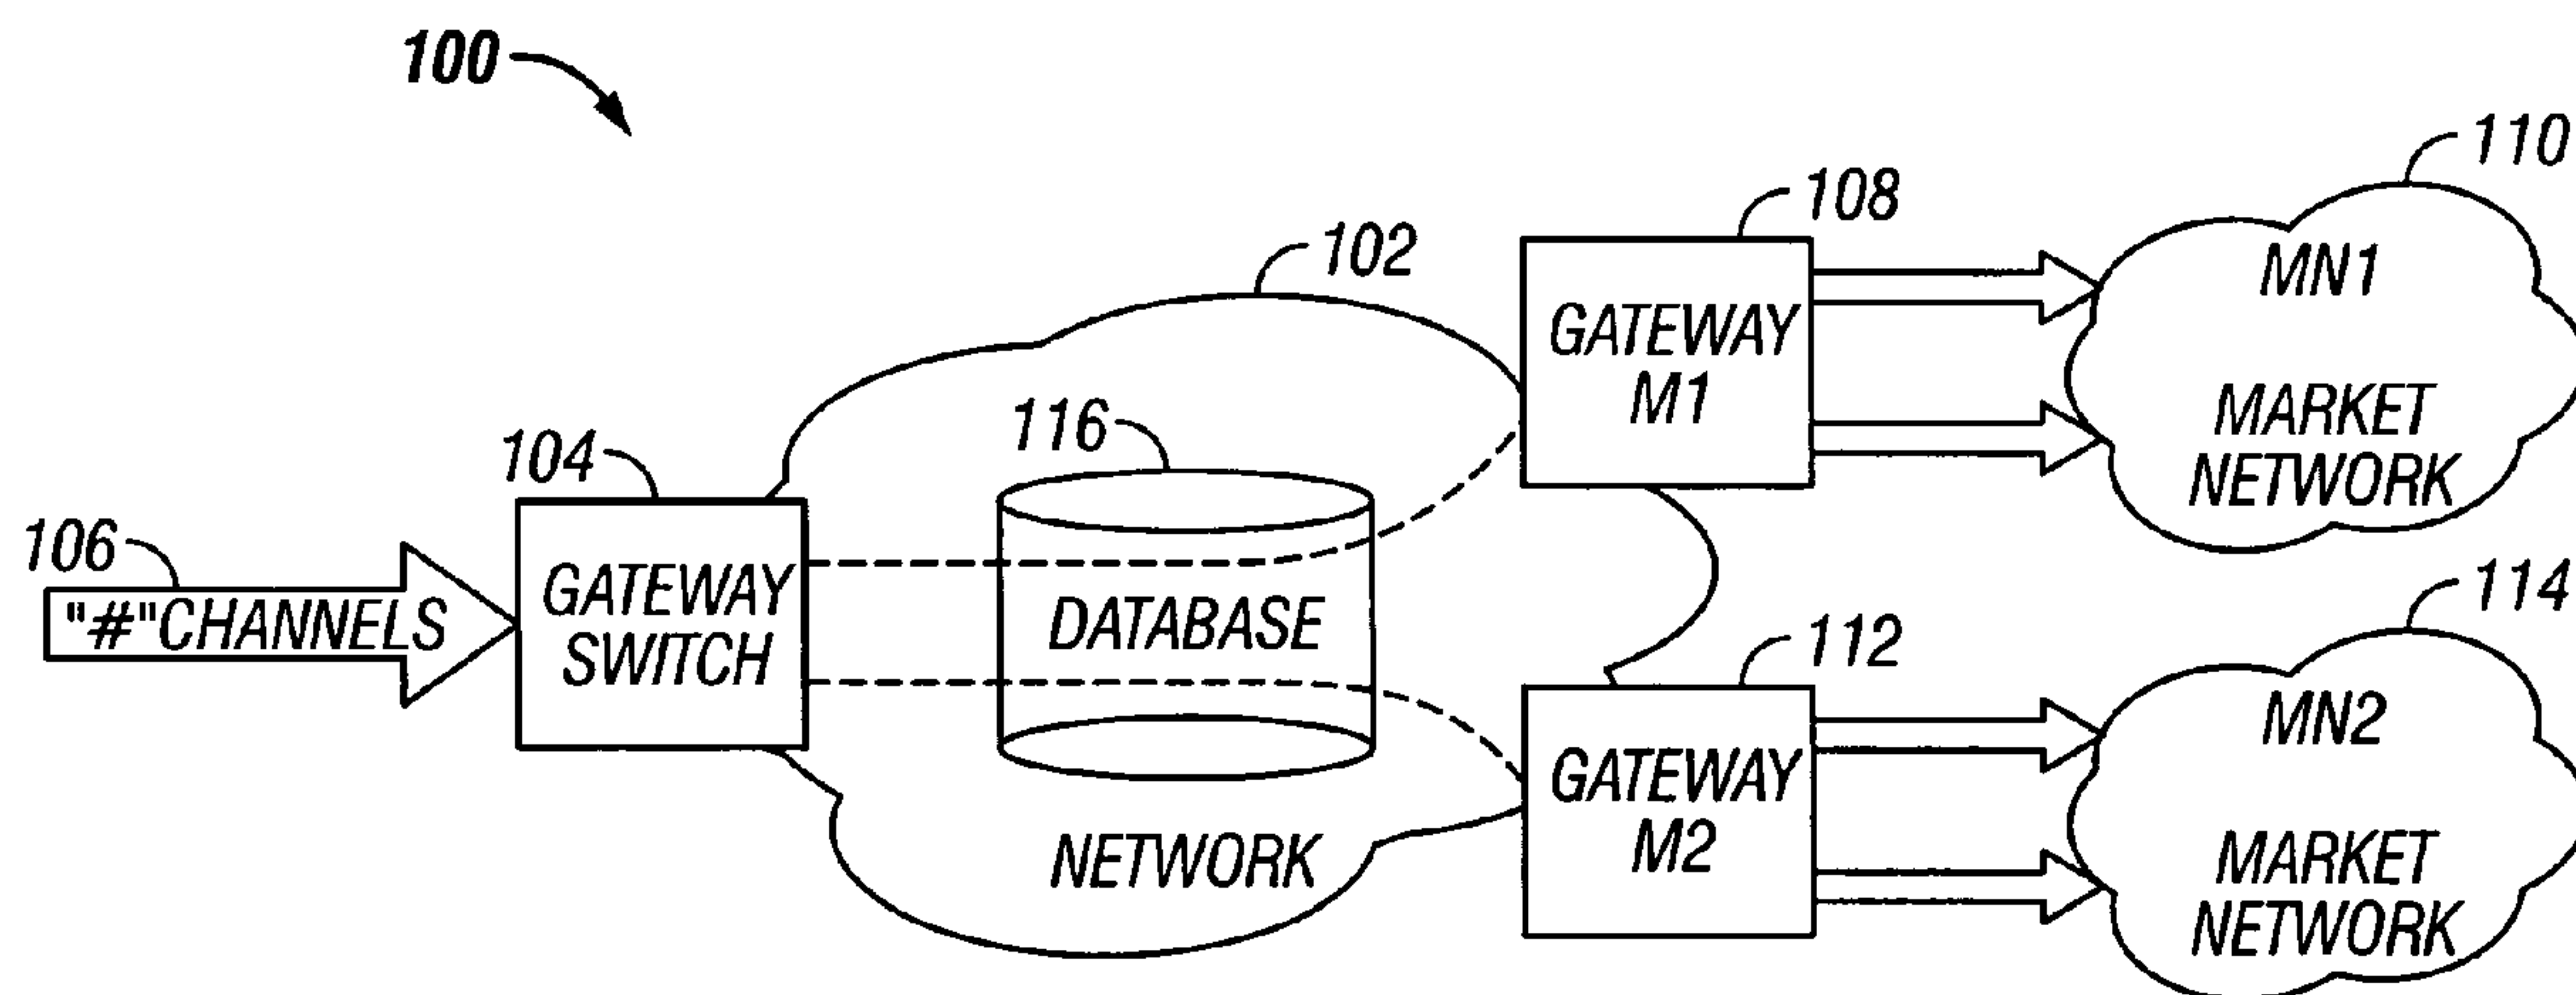 100
110
108
102
MN1
GATEWAY
M1
MARKET
NETWORK
116
104
106
"#"CHANNELS
GATEWAY
SWITCH
DATABASE
114
112
MN2
GATEWAY
M2
NETWORK
MARKET
NETWORK